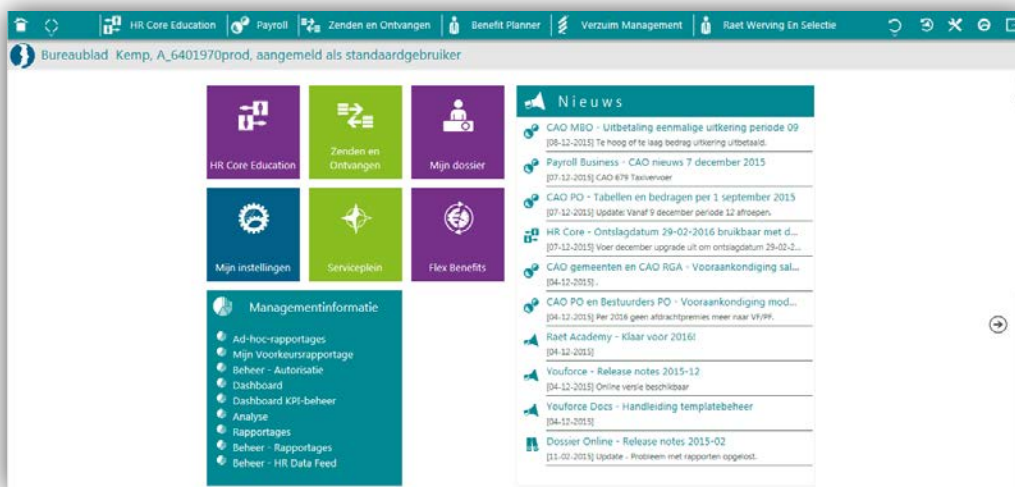 HR Core Education Payroll Zenden en Ontvangen Benefit Planner Verzuim Management Raet Werving En Selectie
Bureaublad Kemp, A_6401970prod, aangemeld als standaardgebruiker
HR Core Education
Zenden en
Ontvangen
Mijn dossier
Mijn instellingen
Serviceplein
Flex Benefits
Managementinformatie
Ad-hoc-rapportages
Mijn Voorkeursrapportage
Beheer - Autorisatie
Dashboard
Dashboard KPI-beheer
Analyse
Rapportages
Beheer - Rapportages
Beheer - HR Data Feed
Nieuws
CAO MBO - Uitbetaling eenmalige uitkering periode 09
[08-12-2015] Te hoog of te laag bedrag uitkering uitbetaald.
Payroll Business - CAO nieuws 7 december 2015
[07-12-2015] CAO 679 Taxivervoer
CAO PO - Tabellen en bedragen per 1 september 2015
[07-12-2015] Update: Vanaf 9 december periode 12 afroepen.
HR Core - Ontslagdatum 29-02-2016 bruikbaar met d...
[07-12-2015] Voer december upgrade uit om ontslagdatum 29-02-2...
CAO gemeenten en CAO RGA - Vooraankondiging sal...
[04-12-2015] .
CAO PO en Bestuurders PO - Vooraankondiging mod...
[04-12-2015] Per 2016 geen afdrachtpremies meer naar VF/PF.
Raet Academy - Klaar voor 2016!
[04-12-2015]
Youforce - Release notes 2015-12
[04-12-2015] Online versie beschikbaar
Youforce Docs - Handleiding templatebeheer
[04-12-2015]
Dossier Online - Release notes 2015-02
[11-02-2015] Update - Probleem met rapporten opgelost.